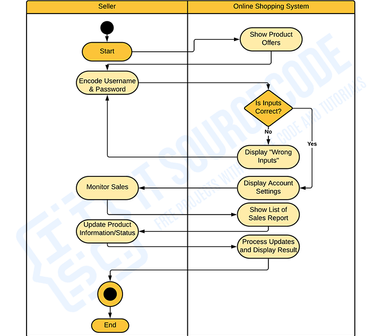 Seller
Online Shopping System
Start
Show Product
Offers
Encode Username
& Password
Is Inputs
Correct?
No
Yes
Display "Wrong
Inputs"
Monitor Sales
Display Account
Settings
Show List of
Sales Report
Update Product
Information/Status
Process Updates
and Display Result
End
IT SOURCECODE